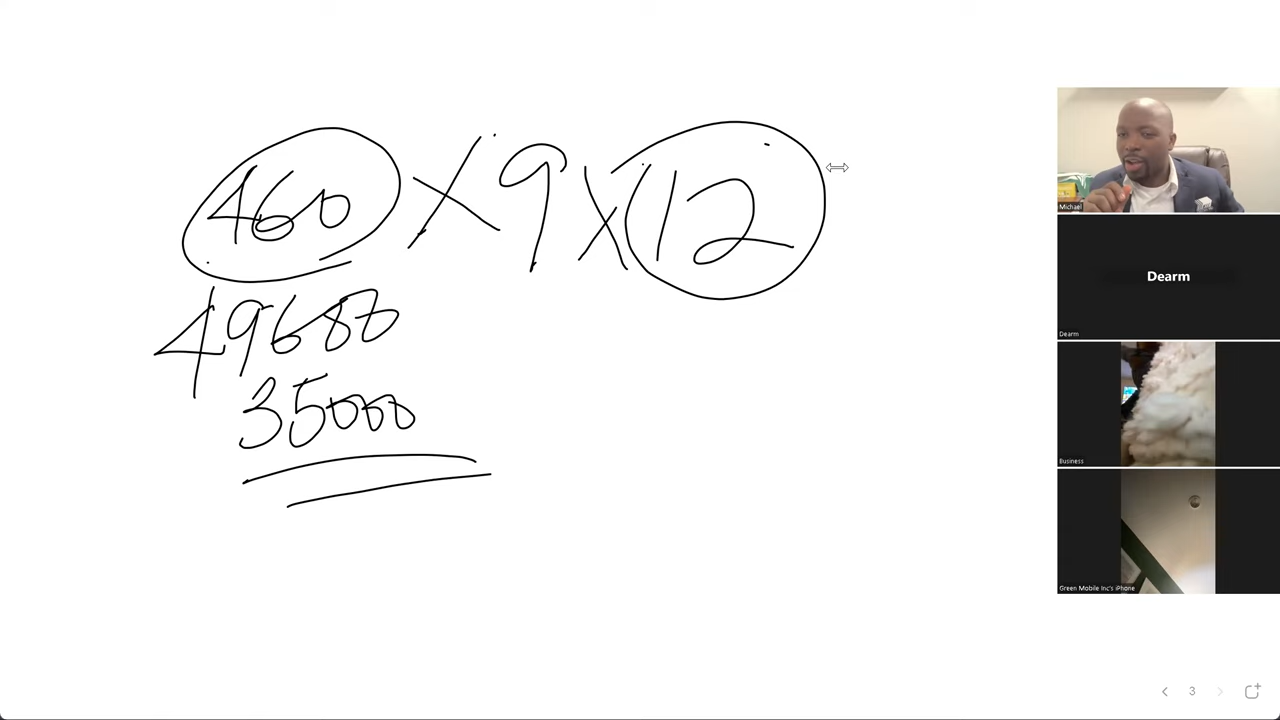 460 X 9 X 12
49680
35000
Michael
Dearm
Dearm
Business
Green Mobile Inc's iPhone
3